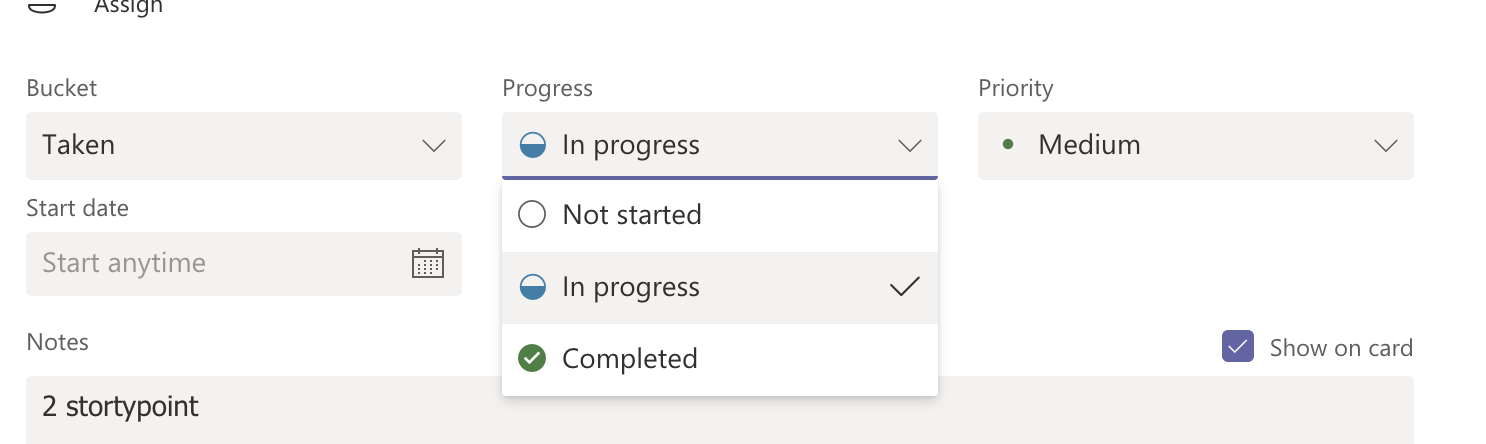 Assign
Bucket
Progress
Priority
Taken
In progress
Medium
Start date
Not started
Start anytime
In progress
Notes
Show on card
Completed
2 stortypoint